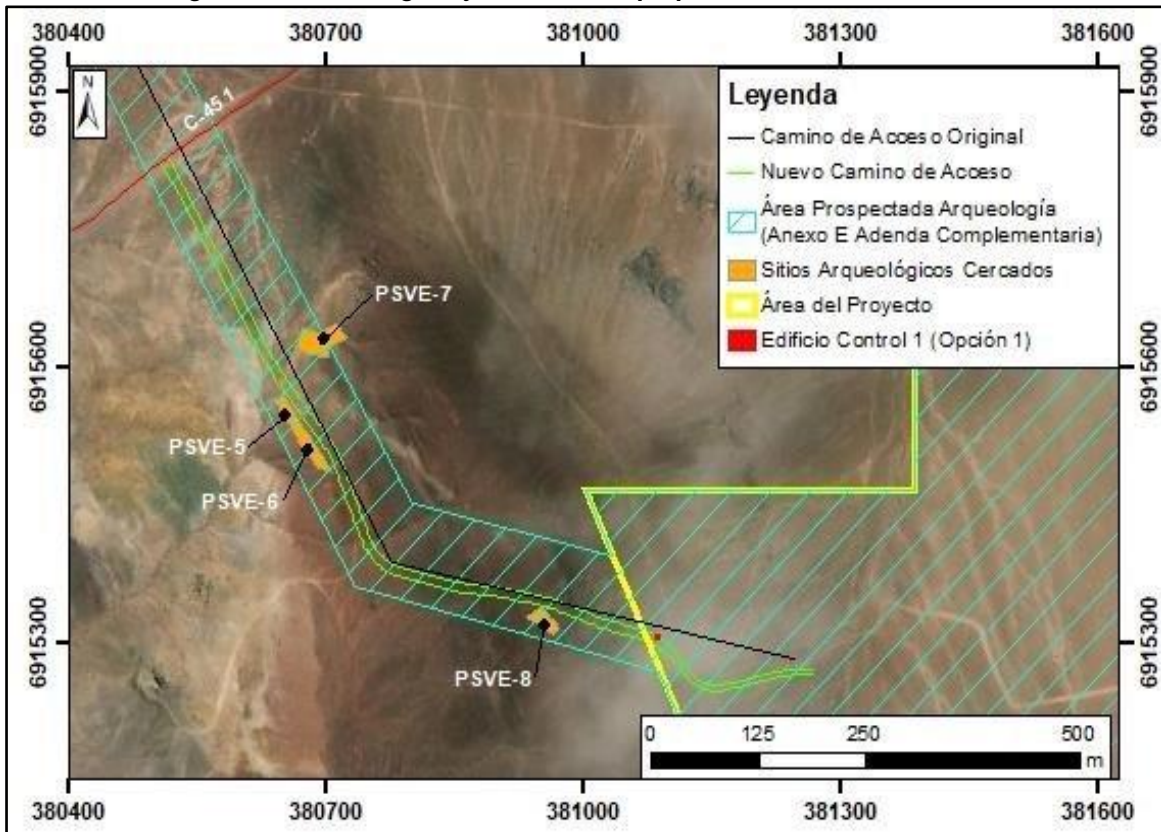 380400 380700 381000 381300 381600
6915900
6915900
N
C-451
Leyenda
Camino de Acceso Original
Nuevo Camino de Acceso
Área Prospectada Arqueología
(Anexo E Adenda Complementaria)
Sitios Arqueológicos Cercados
Área del Proyecto
Edificio Control 1 (Opción 1)
PSVE-7
6915600
6915600
PSVE-5
PSVE-6
6915300
6915300
PSVE-8
0 125 250 500
m
380400 380700 381000 381300 381600